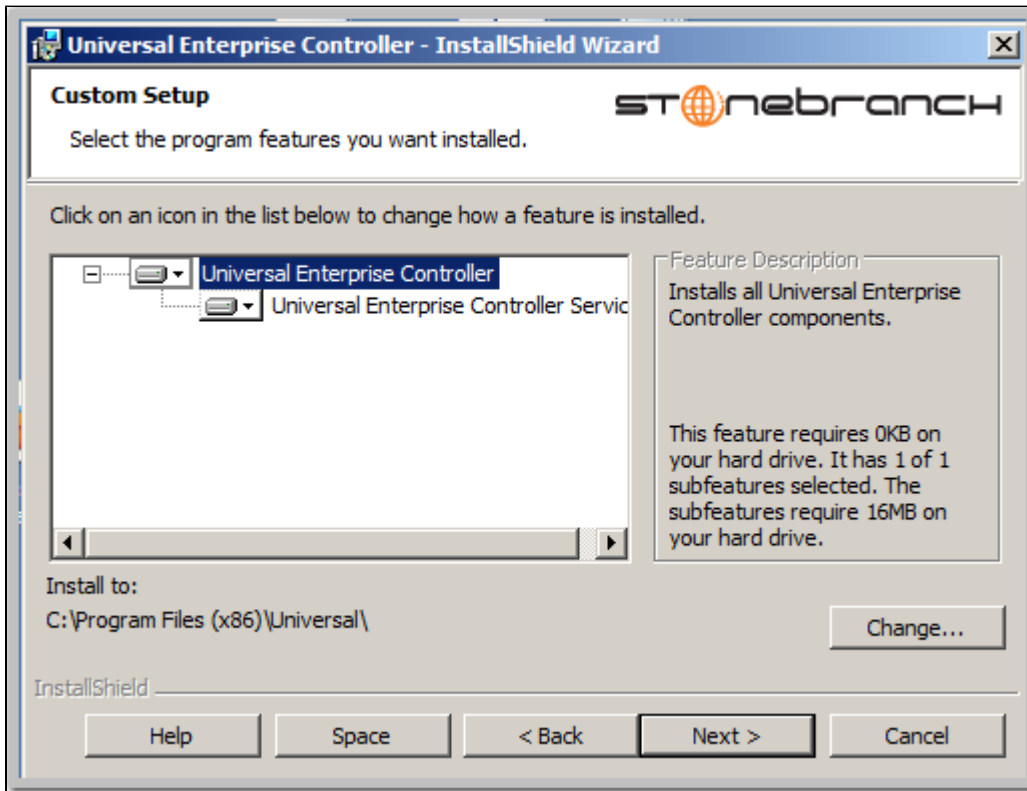 Universal Enterprise Controller - InstallShield Wizard
Custom Setup
Select the program features you want installed.
STONEBRANCH
Click on an icon in the list below to change how a feature is installed.
Universal Enterprise Controller
Universal Enterprise Controller Servic
Feature Description
Installs all Universal Enterprise
Controller components.
This feature requires 0KB on
your hard drive. It has 1 of 1
subfeatures selected. The
subfeatures require 16MB on
your hard drive.
Install to:
C:\Program Files (x86)\Universal\
Change...
InstallShield
Help
Space
< Back
Next >
Cancel